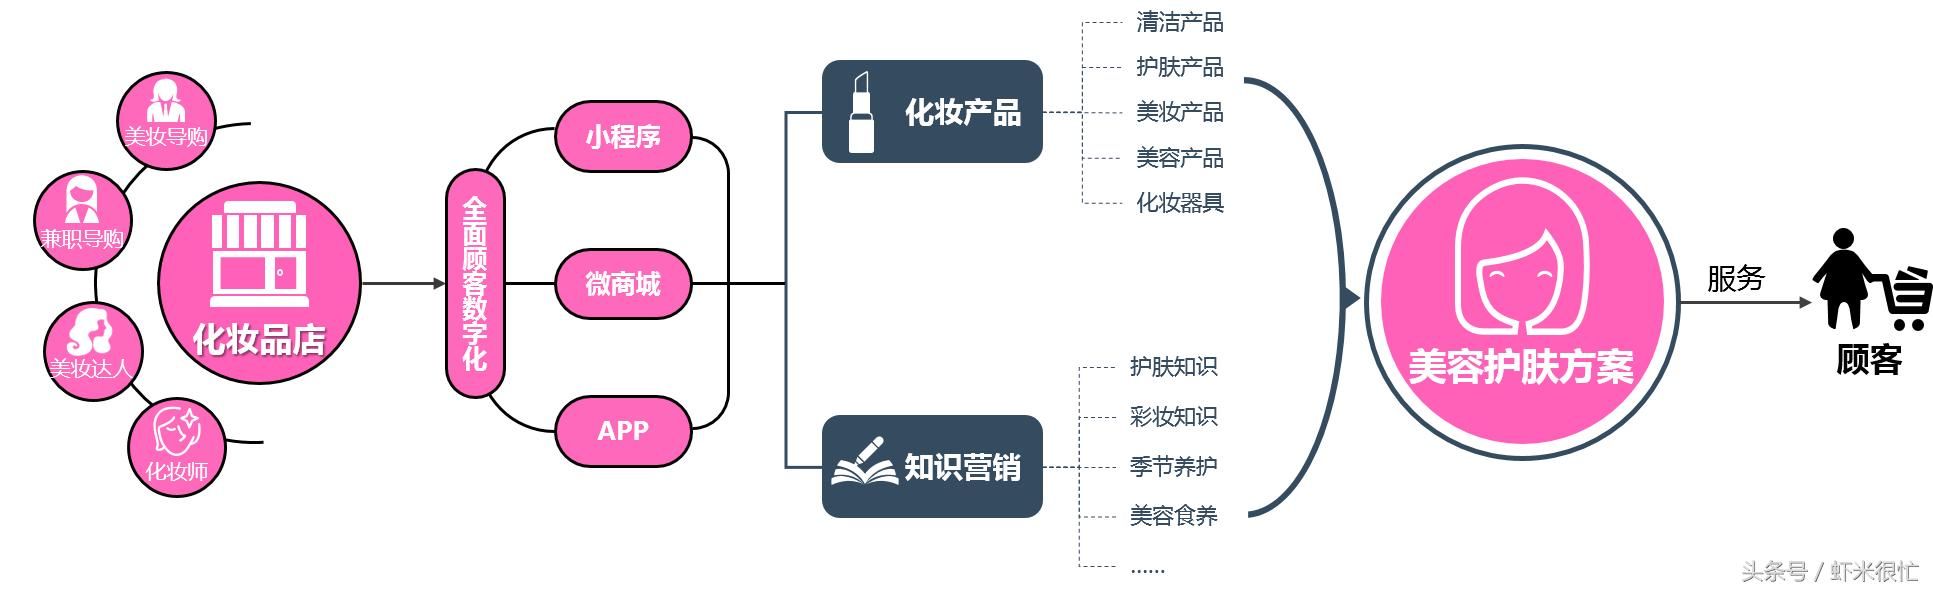 美妆导购
兼职导购
美妆达人
化妆师
化妆品店
全面顾客数字化
小程序
微商城
APP
化妆产品
清洁产品
护肤产品
美妆产品
美容产品
化妆器具
知识营销
护肤知识
彩妆知识
季节养护
美容食养
......
美容护肤方案
服务
顾客
头条号 / 虾米很忙